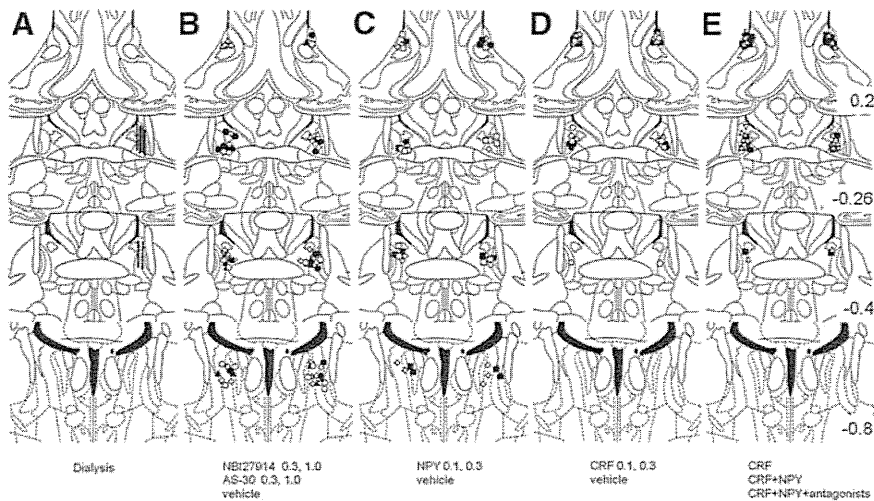 A B C D E
0.2
-0.26
-0.4
-0.8
Dialysis
NBI27914 0.3, 1.0
AS-30 0.3, 1.0
vehicle
NPY 0.1, 0.3
vehicle
CRF 0.1, 0.3
vehicle
CRF
CRF+NPY
CRF+NPY+antagonists